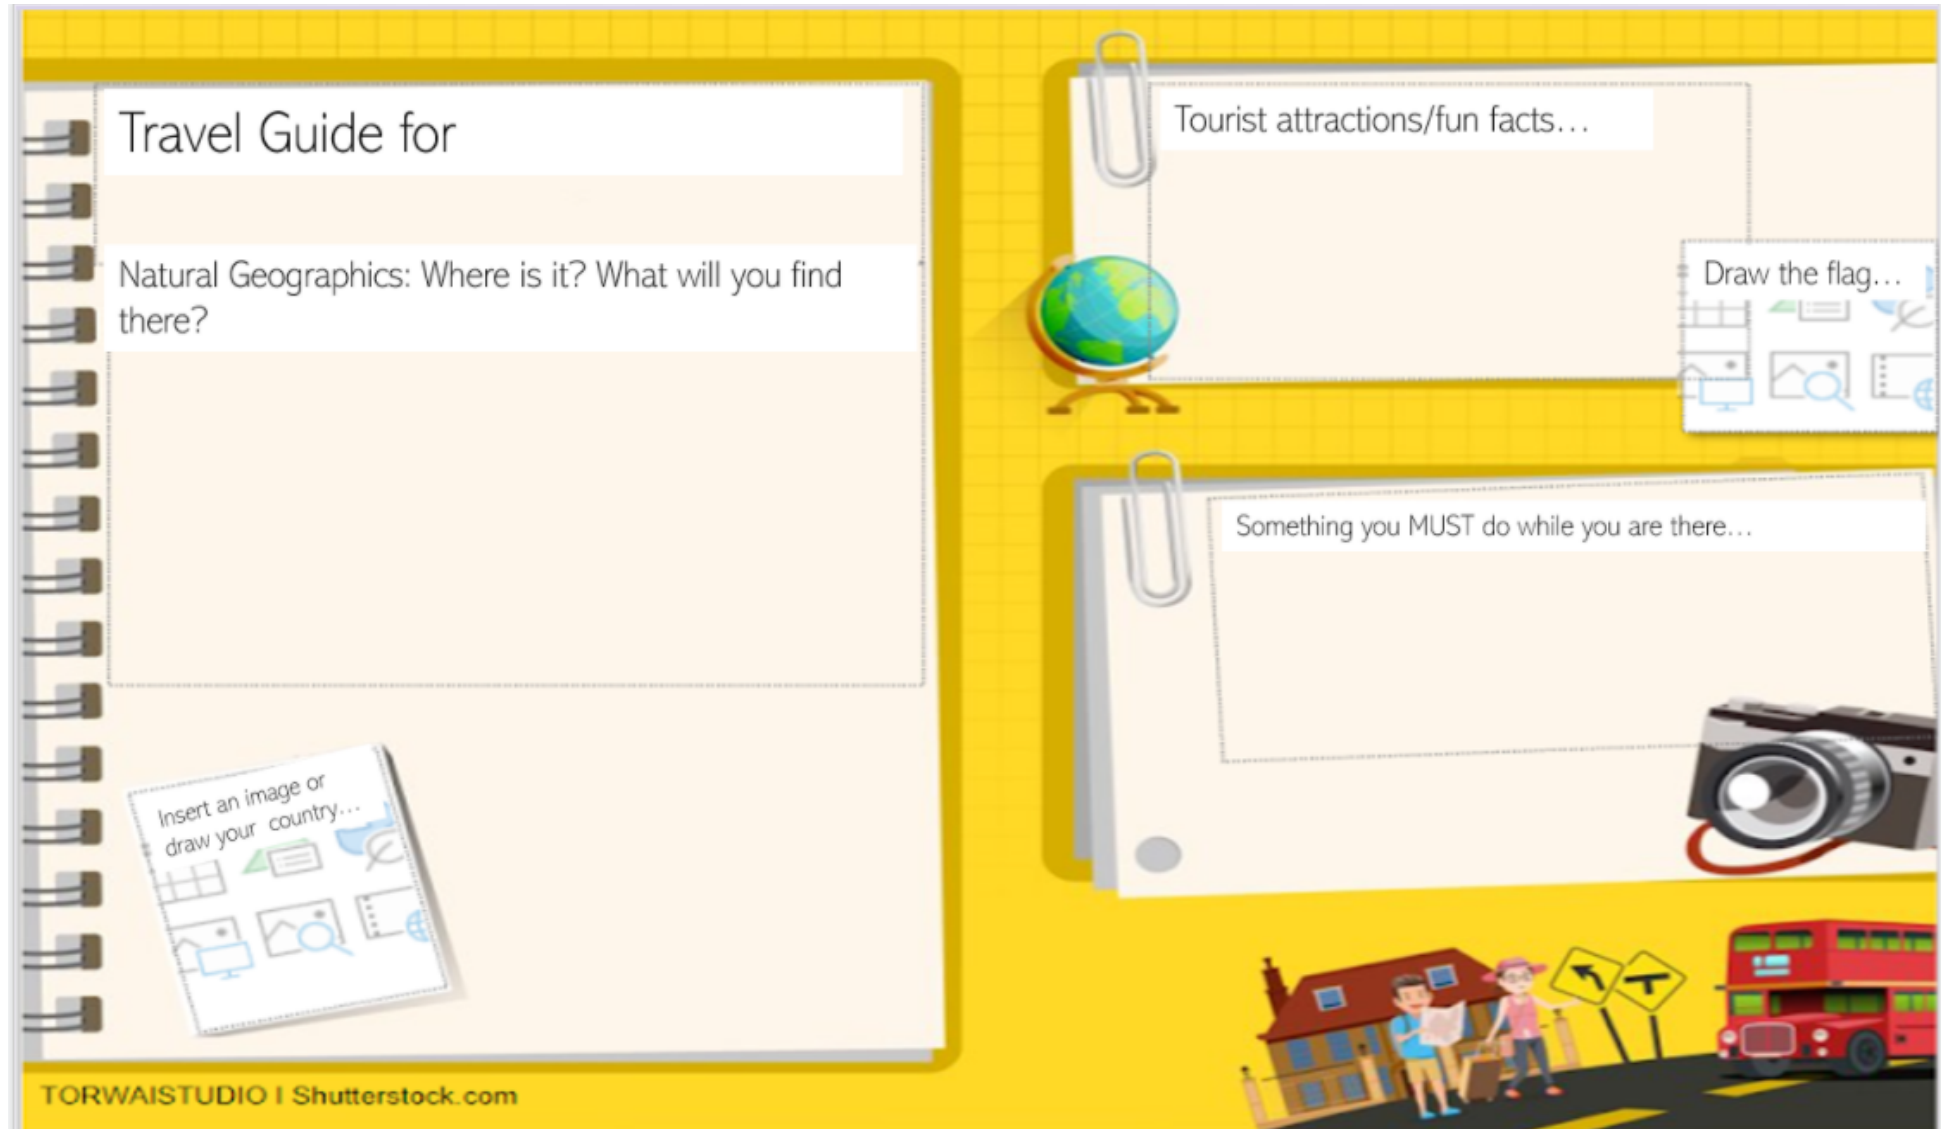 Travel Guide for
Natural Geographics: Where is it? What will you find
there?
Insert an image or
draw your country...
Tourist attractions/fun facts...
Draw the flag...
Something you MUST do while you are there...
TORWAISTUDIO I Shutterstock.com